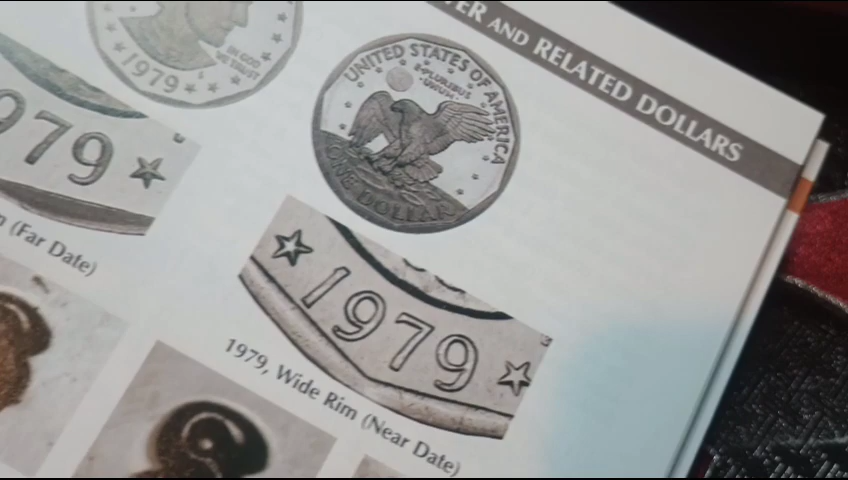 AND RELATED DOLLARS
IN GOD
WE TRUST
1979
UNITED STATES OF AMERICA
E·PLURIBUS
·UNUM·
ONE DOLLAR
979
(Far Date)
1979
1979, Wide Rim (Near Date)